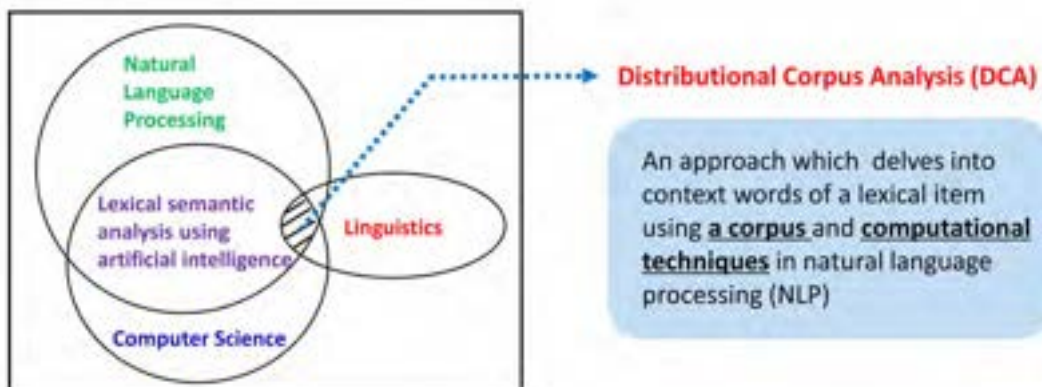 Natural
Language
Processing
Lexical semantic
analysis using
artificial intelligence
Linguistics
Computer Science
Distributional Corpus Analysis (DCA)
An approach which delves into
context words of a lexical item
using a corpus and computational
techniques in natural language
processing (NLP)